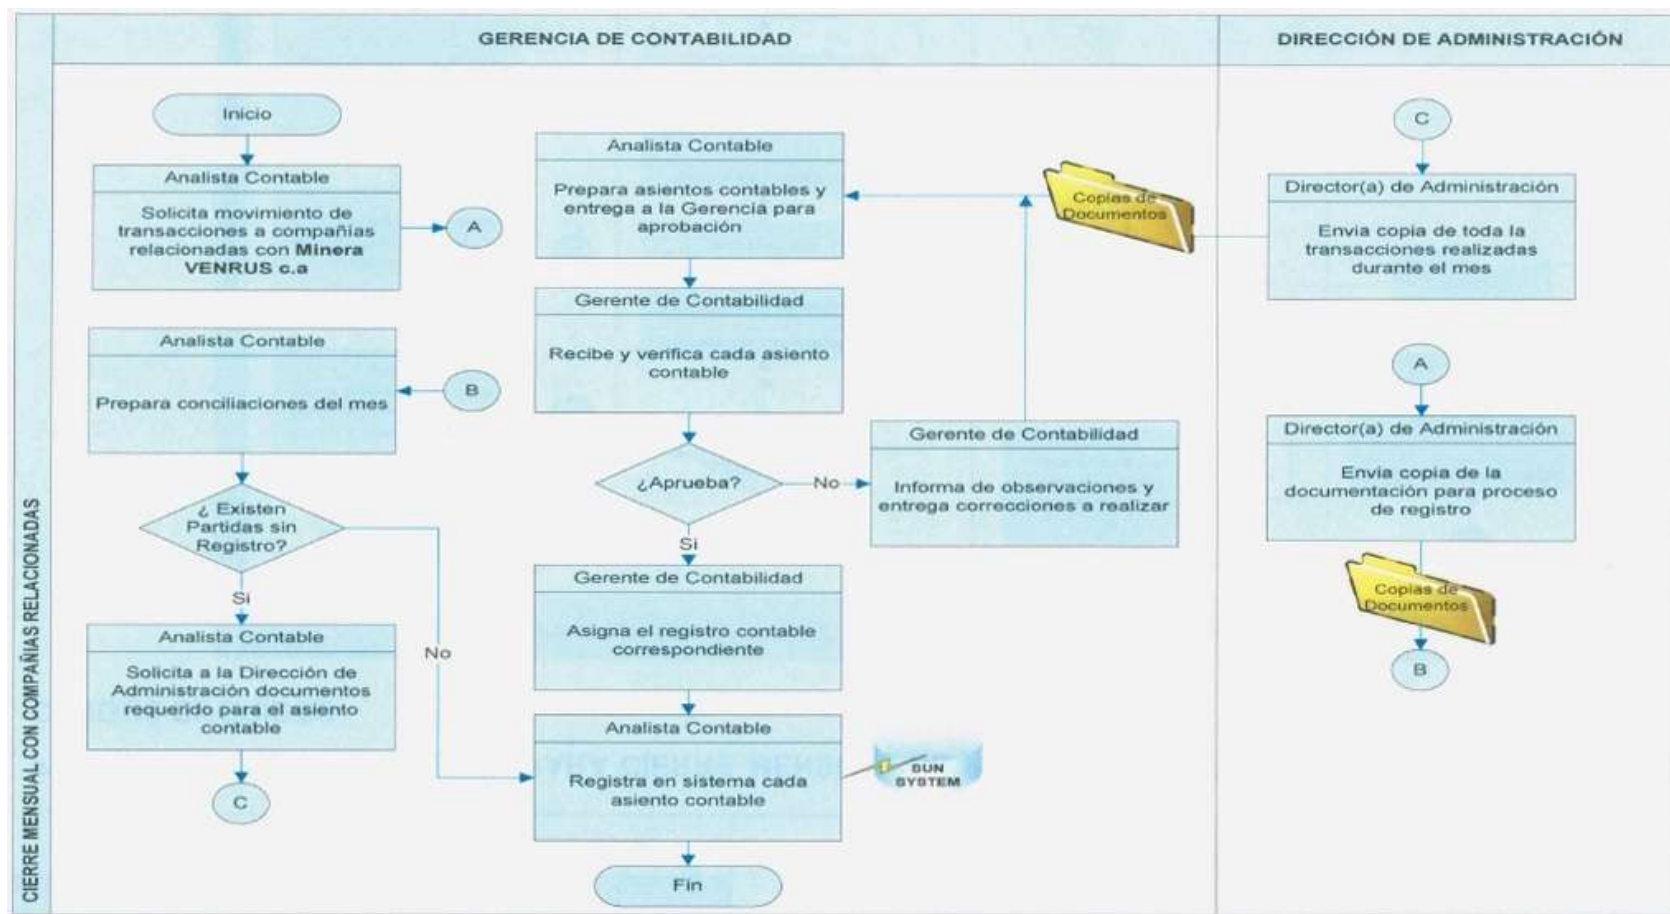 GERENCIA DE CONTABILIDAD
DIRECCIÓN DE ADMINISTRACIÓN
CIERRE MENSUAL CON COMPAÑIAS RELACIONADAS
Inicio
Analista Contable
Solicita movimiento de
transacciones a compañías
relacionadas con Minera
VENRUS c.a
A
Analista Contable
Prepara conciliaciones del mes
B
¿ Existen
Partidas sin
Registro?
Si
No
Analista Contable
Solicita a la Dirección de
Administración documentos
requerido para el asiento
contable
C
Analista Contable
Prepara asientos contables y
entrega a la Gerencia para
aprobación
Gerente de Contabilidad
Recibe y verifica cada asiento
contable
¿Aprueba?
No
Si
Gerente de Contabilidad
Informa de observaciones y
entrega correcciones a realizar
Gerente de Contabilidad
Asigna el registro contable
correspondiente
Analista Contable
Registra en sistema cada
asiento contable
SUN
SYSTEM
Fin
Copias de
Documentos
C
Director(a) de Administración
Envia copia de toda la
transacciones realizadas
durante el mes
A
Director(a) de Administración
Envia copia de la
documentación para proceso
de registro
Copias de
Documentos
B